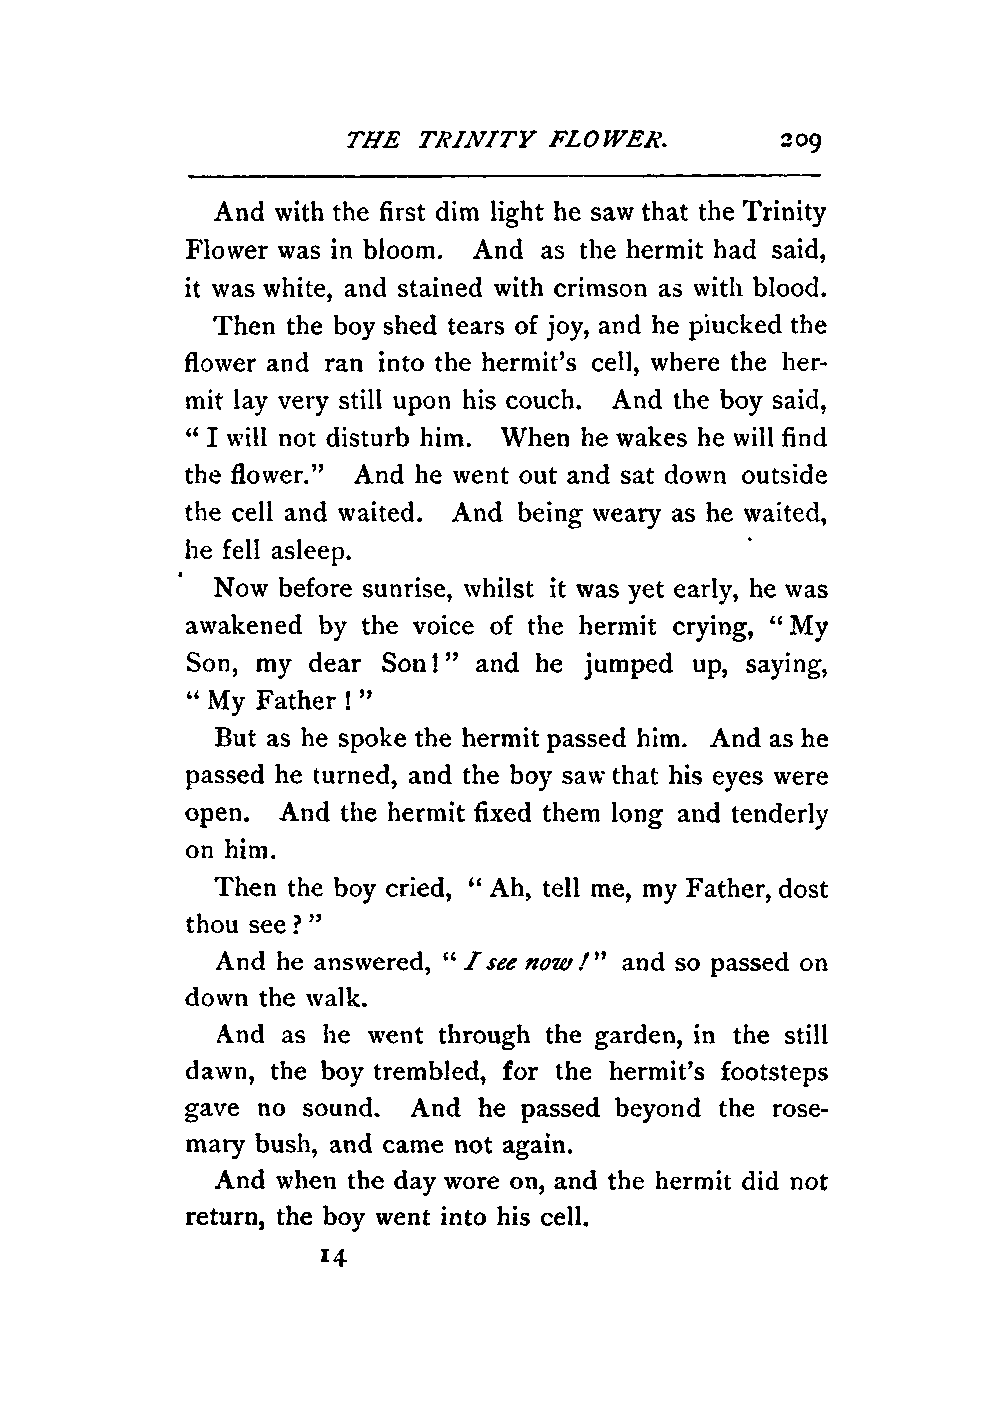 THE TRINITY FLOWER. 209
And with the first dim light he saw that the Trinity
Flower was in bloom. And as the hermit had said,
it was white, and stained with crimson as with blood.
Then the boy shed tears of joy, and he plucked the
flower and ran into the hermit's cell, where the her-
mit lay very still upon his couch. And the boy said,
“ I will not disturb him. When he wakes he will find
the flower.” And he went out and sat down outside
the cell and waited. And being weary as he waited,
he fell asleep.
Now before sunrise, whilst it was yet early, he was
awakened by the voice of the hermit crying, “ My
Son, my dear Son!” and he jumped up, saying,
“ My Father ! ”
But as he spoke the hermit passed him. And as he
passed he turned, and the boy saw that his eyes were
open. And the hermit fixed them long and tenderly
on him.
Then the boy cried, “ Ah, tell me, my Father, dost
thou see ? ”
And he answered, “ I see now !” and so passed on
down the walk.
And as he went through the garden, in the still
dawn, the boy trembled, for the hermit's footsteps
gave no sound. And he passed beyond the rose-
mary bush, and came not again.
And when the day wore on, and the hermit did not
return, the boy went into his cell.
14